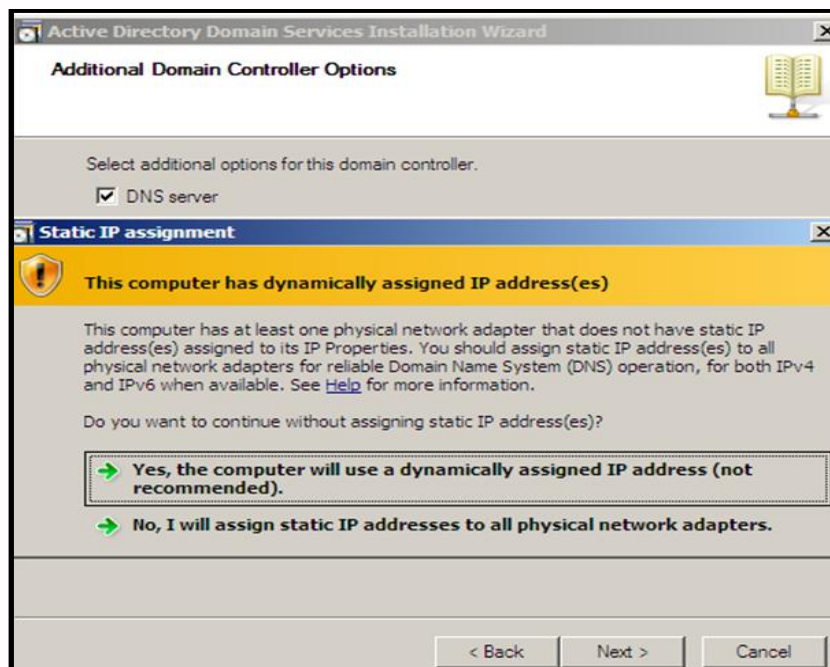 Active Directory Domain Services Installation Wizard
Additional Domain Controller Options
Select additional options for this domain controller.
DNS server
Static IP assignment
This computer has dynamically assigned IP address(es)
This computer has at least one physical network adapter that does not have static IP
address(es) assigned to its IP Properties. You should assign static IP address(es) to all
physical network adapters for reliable Domain Name System (DNS) operation, for both IPv4
and IPv6 when available. See Help for more information.
Do you want to continue without assigning static IP address(es)?
Yes, the computer will use a dynamically assigned IP address (not
recommended).
No, I will assign static IP addresses to all physical network adapters.
< Back Next > Cancel